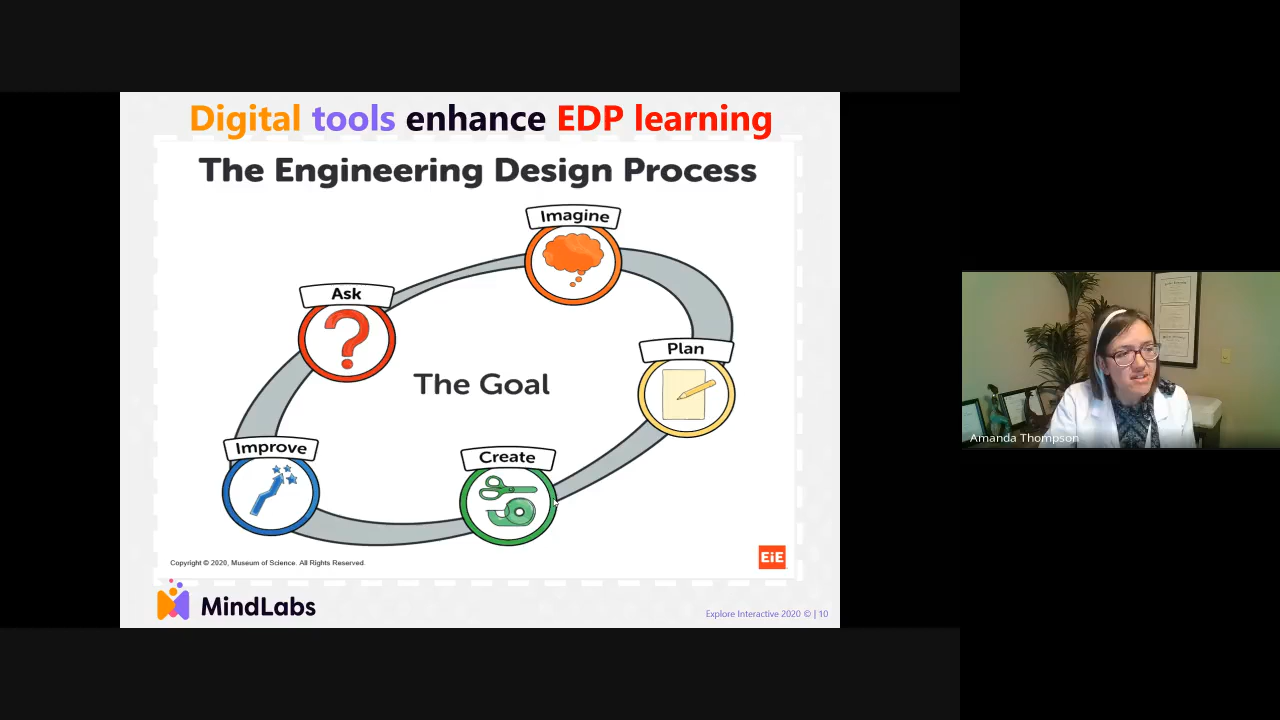 Digital tools enhance EDP learning
The Engineering Design Process
Imagine
Ask
Plan
The Goal
Improve
Create
Copyright © 2020, Museum of Science. All Rights Reserved.
EiE
MindLabs
Explore Interactive 2020 © | 10
Amanda Thompson